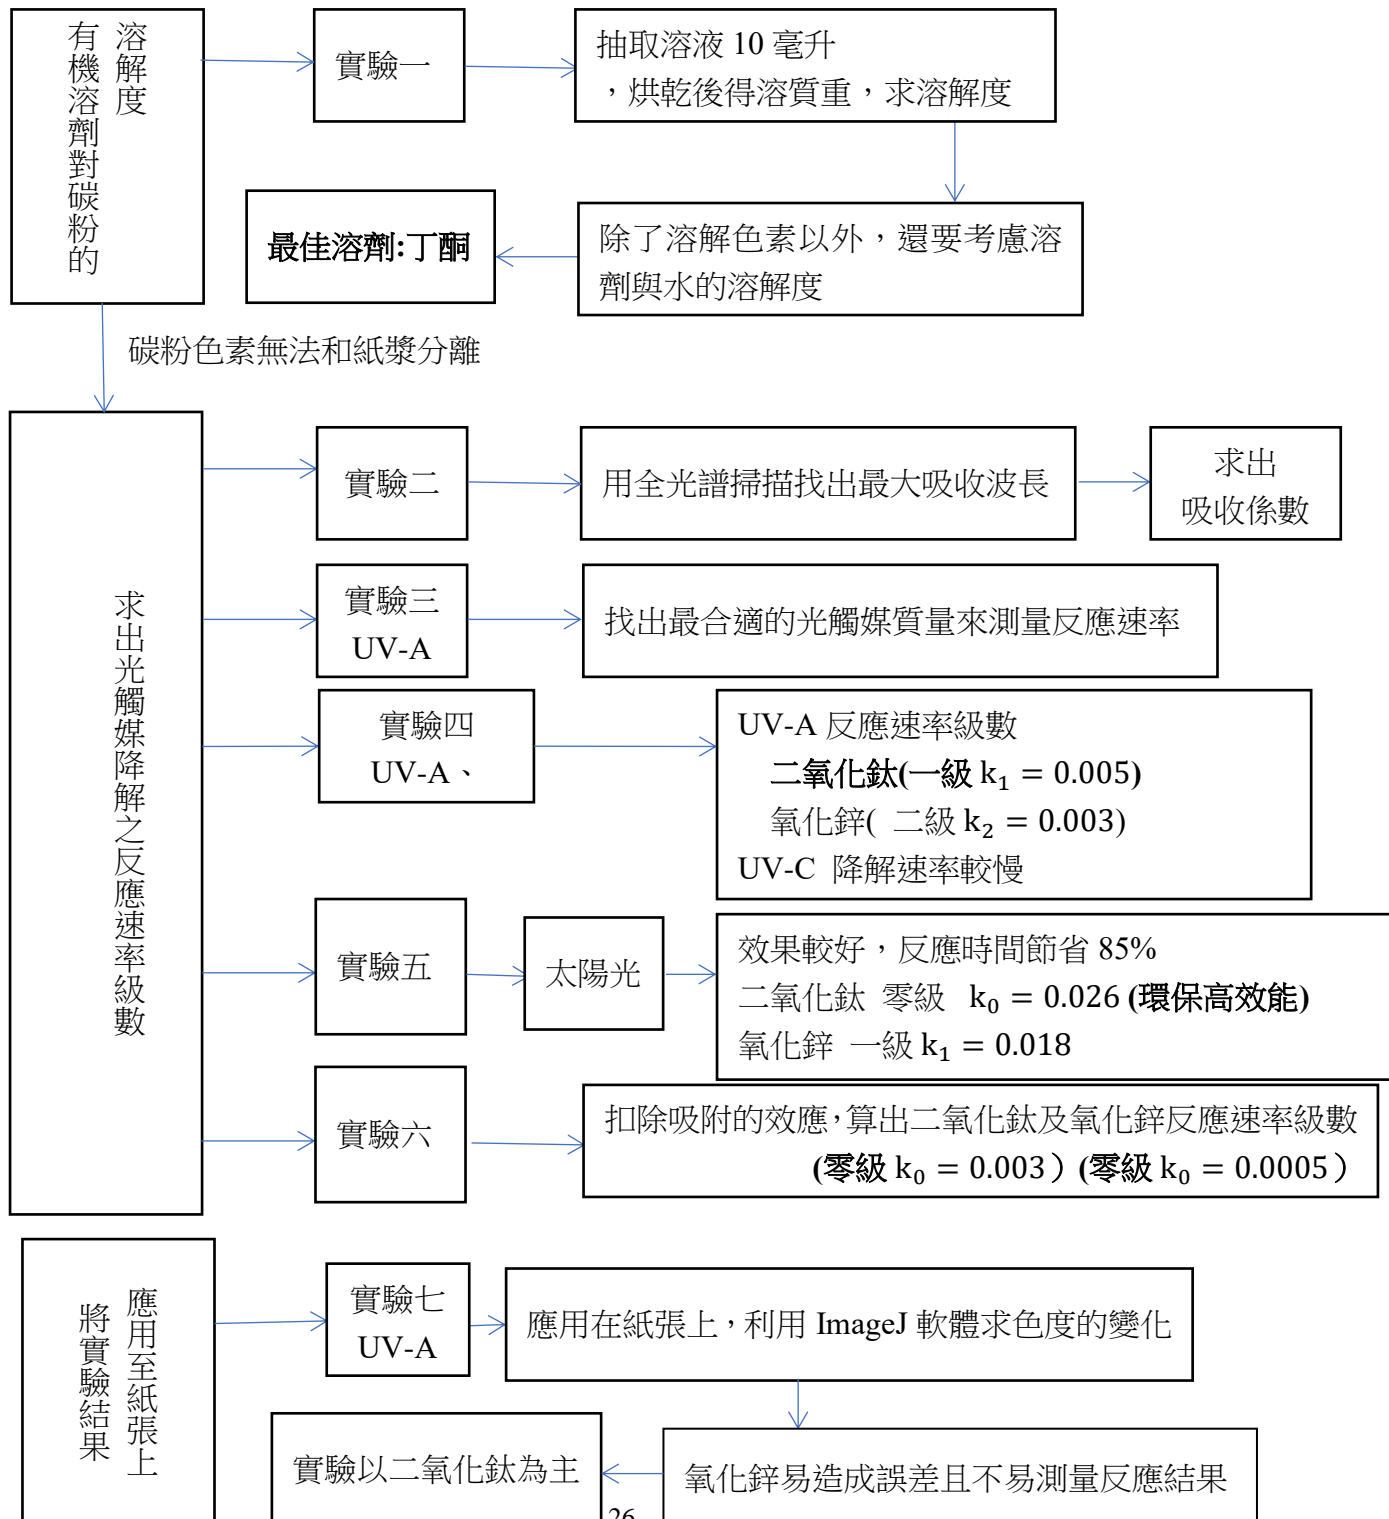 有機溶劑對碳粉的
溶解度
實驗一
抽取溶液 10 毫升
，烘乾後得溶質重，求溶解度
最佳溶劑:丁酮
除了溶解色素以外，還要考慮溶
劑與水的溶解度
碳粉色素無法和紙漿分離
求出光觸媒降解之反應速率級數
實驗二
用全光譜掃描找出最大吸收波長
求出
吸收係數
實驗三
UV-A
找出最合適的光觸媒質量來測量反應速率
實驗四
UV-A、
UV-A 反應速率級數
二氧化鈦(一級 k₁ = 0.005)
氧化鋅( 二級 k₂ = 0.003)
UV-C 降解速率較慢
實驗五
太陽光
效果較好，反應時間節省 85%
二氧化鈦 零級 k₀ = 0.026 (環保高效能)
氧化鋅 一級 k₁ = 0.018
實驗六
扣除吸附的效應，算出二氧化鈦及氧化鋅反應速率級數
(零級 k₀ = 0.003）(零級 k₀ = 0.0005）
將實驗結果
應用至紙張上
實驗七
UV-A
應用在紙張上，利用 ImageJ 軟體求色度的變化
實驗以二氧化鈦為主
氧化鋅易造成誤差且不易測量反應結果
26